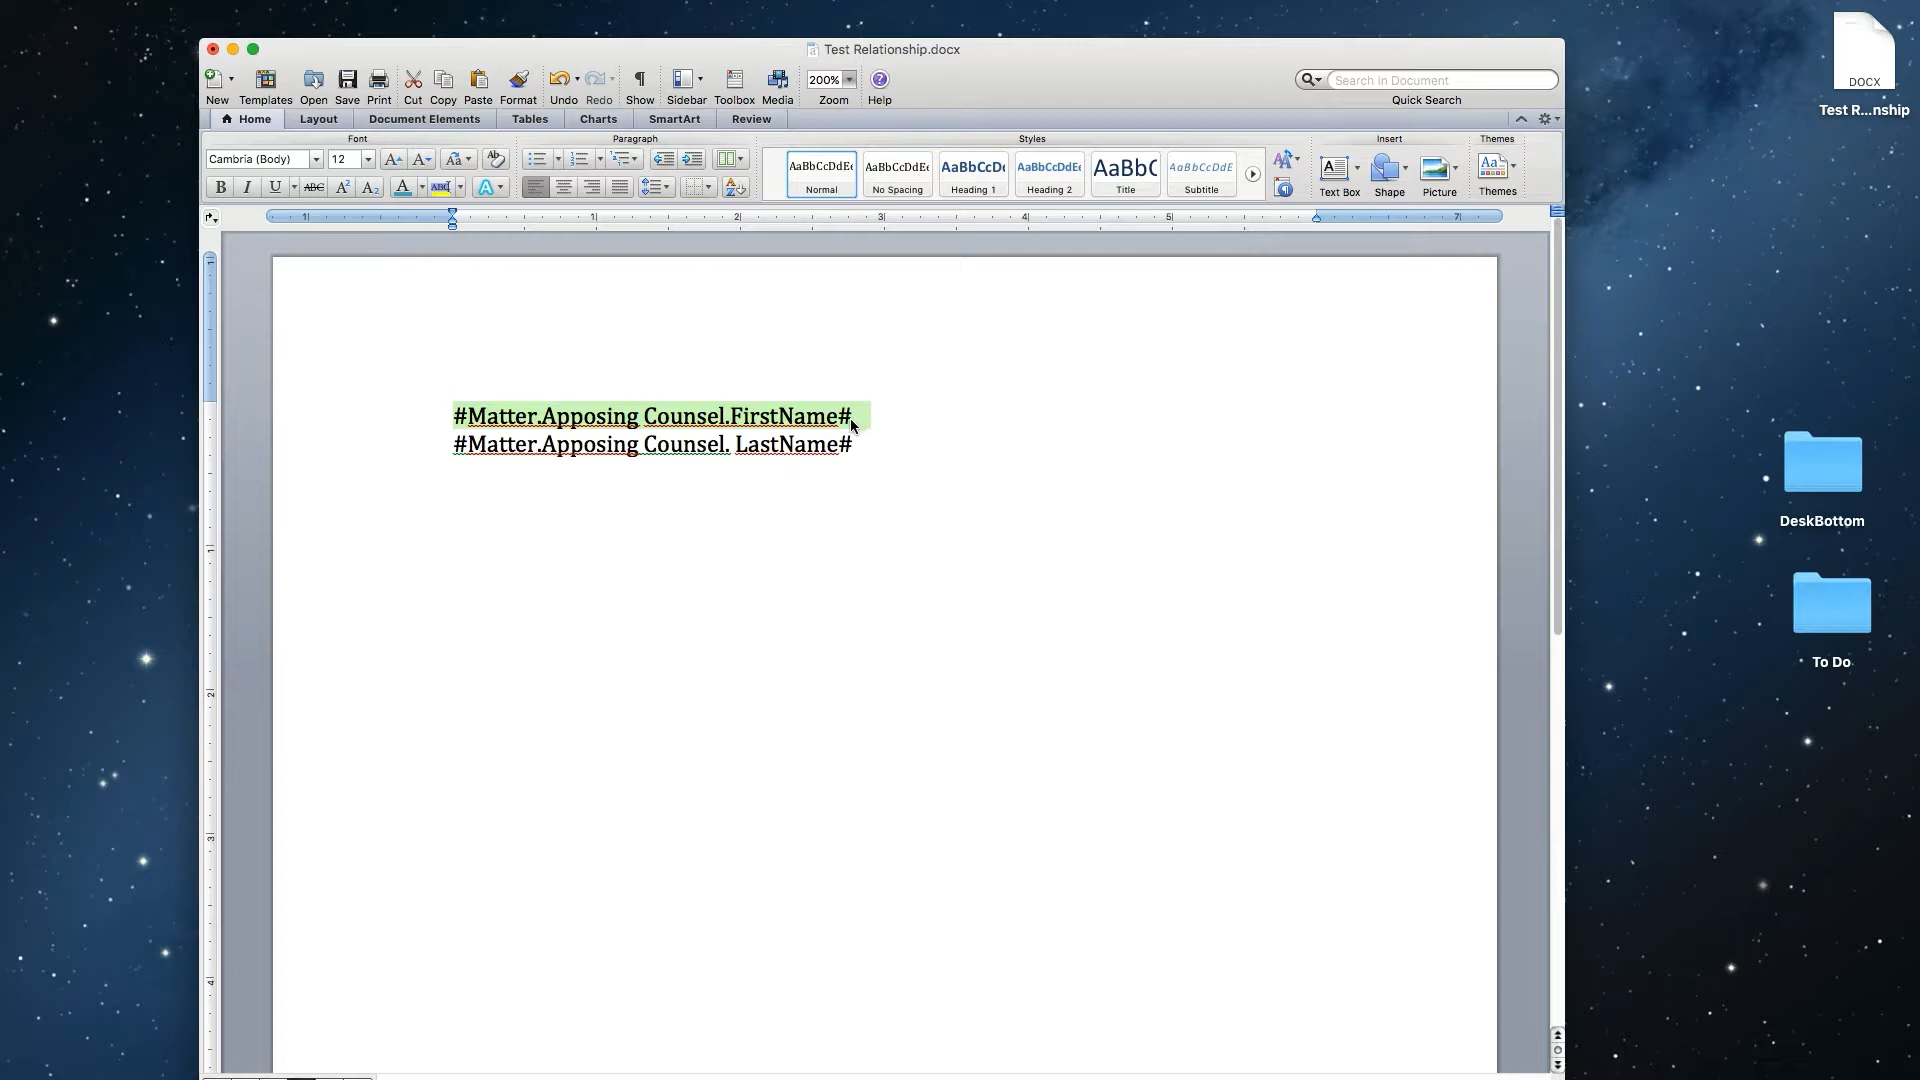 Test Relationship.docx
New Templates Open Save Print Cut Copy Paste Format Undo Redo Show Sidebar Toolbox Media 200% Zoom Help
Search in Document
Quick Search
Home Layout Document Elements Tables Charts SmartArt Review
Font Paragraph Styles Insert Themes
Cambria (Body) 12
AaBbCcDdEe Normal
AaBbCcDdEe No Spacing
AaBbCcDc Heading 1
AaBbCcDdEe Heading 2
AaBbC Title
AaBbCcDdE Subtitle
Text Box Shape Picture Themes
#Matter.Apposing Counsel.FirstName#
#Matter.Apposing Counsel. LastName#
DOCX
Test R...nship
DeskBottom
To Do